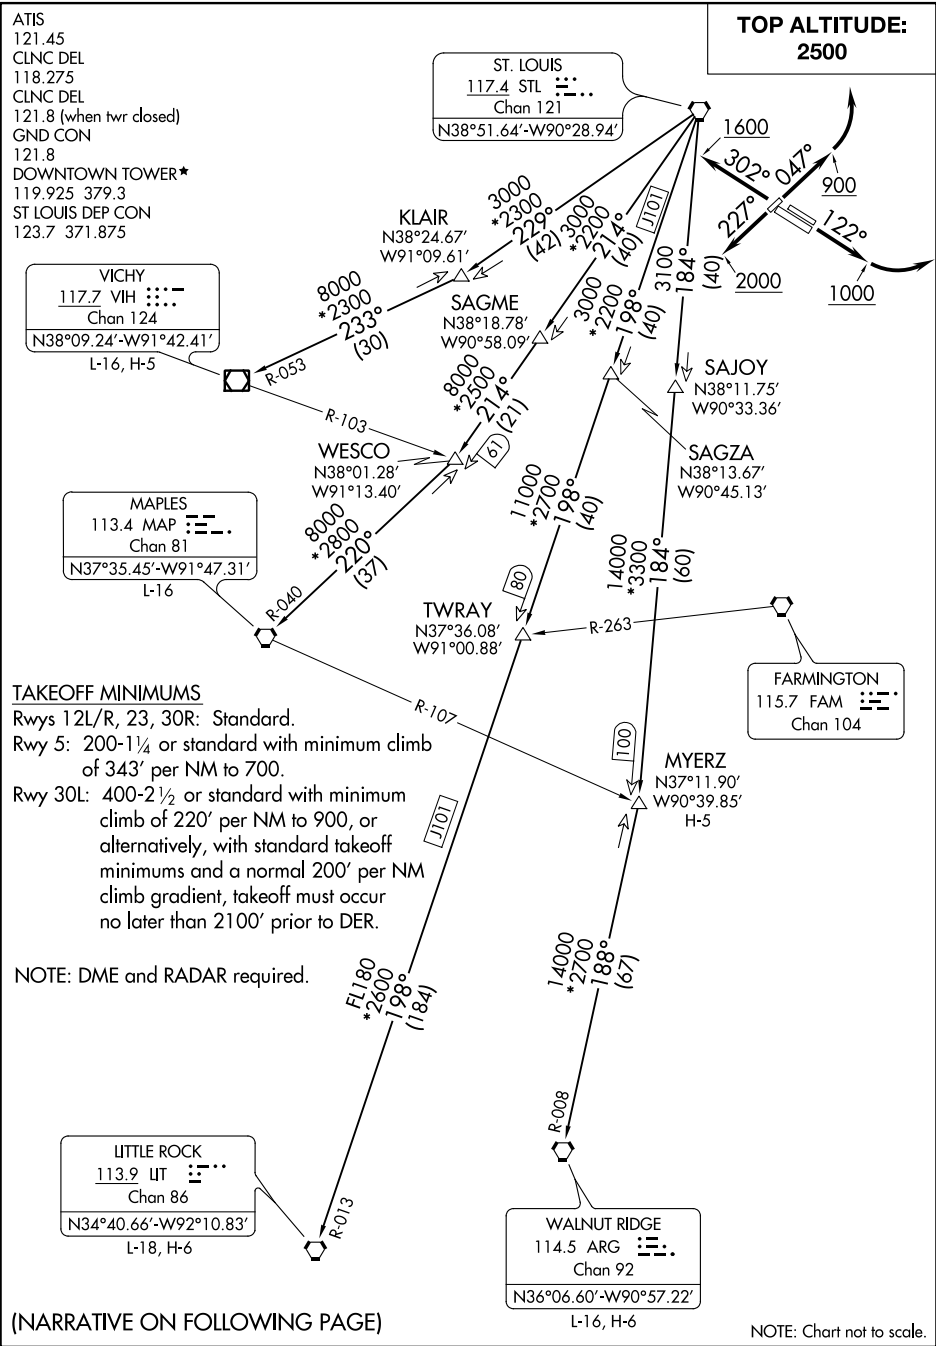 ATIS
121.45
CLNC DEL
118.275
CLNC DEL
121.8 (when twr closed)
GND CON
121.8
DOWNTOWN TOWER★
119.925 379.3
ST LOUIS DEP CON
123.7 371.875
TOP ALTITUDE:
2500
ST. LOUIS
117.4 STL
Chan 121
N38°51.64'-W90°28.94'
1600
302°
047°
900
227°
122°
2000
1000
3000
*2300
229°
(42)
3000
*2200
214°
(40)
J101
3000
*2200
198°
(40)
3100
184°
(40)
KLAIR
N38°24.67'
W91°09.61'
VICHY
117.7 VIH
Chan 124
N38°09.24'-W91°42.41'
L-16, H-5
8000
*2300
233°
(30)
R-053
SAGME
N38°18.78'
W90°58.09'
SAJOY
N38°11.75'
W90°33.36'
8000
*2500
214°
(21)
R-103
WESCO
N38°01.28'
W91°13.40'
61
SAGZA
N38°13.67'
W90°45.13'
MAPLES
113.4 MAP
Chan 81
N37°35.45'-W91°47.31'
L-16
8000
*2800
220°
(37)
R-040
11000
*2700
198°
(40)
14000
*3300
184°
(60)
80
TWRAY
N37°36.08'
W91°00.88'
R-263
FARMINGTON
115.7 FAM
Chan 104
TAKEOFF MINIMUMS
Rwys 12L/R, 23, 30R: Standard.
Rwy 5: 200-1¼ or standard with minimum climb
of 343' per NM to 700.
Rwy 30L: 400-2½ or standard with minimum
climb of 220' per NM to 900, or
alternatively, with standard takeoff
minimums and a normal 200' per NM
climb gradient, takeoff must occur
no later than 2100' prior to DER.
R-107
100
MYERZ
N37°11.90'
W90°39.85'
H-5
J101
NOTE: DME and RADAR required.
FL180
*2600
198°
(184)
14000
*2700
188°
(67)
R-008
LITTLE ROCK
113.9 LIT
Chan 86
N34°40.66'-W92°10.83'
L-18, H-6
R-013
WALNUT RIDGE
114.5 ARG
Chan 92
N36°06.60'-W90°57.22'
L-16, H-6
(NARRATIVE ON FOLLOWING PAGE)
NOTE: Chart not to scale.